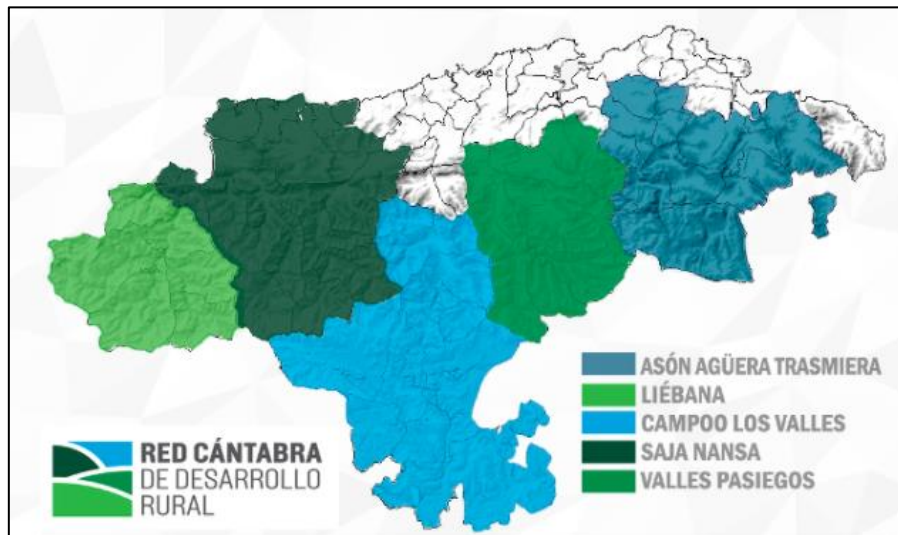 ASÓN AGÜERA TRASMIERA
LIÉBANA
CAMPOO LOS VALLES
SAJA NANSA
VALLES PASIEGOS
RED CÁNTABRA
DE DESARROLLO
RURAL